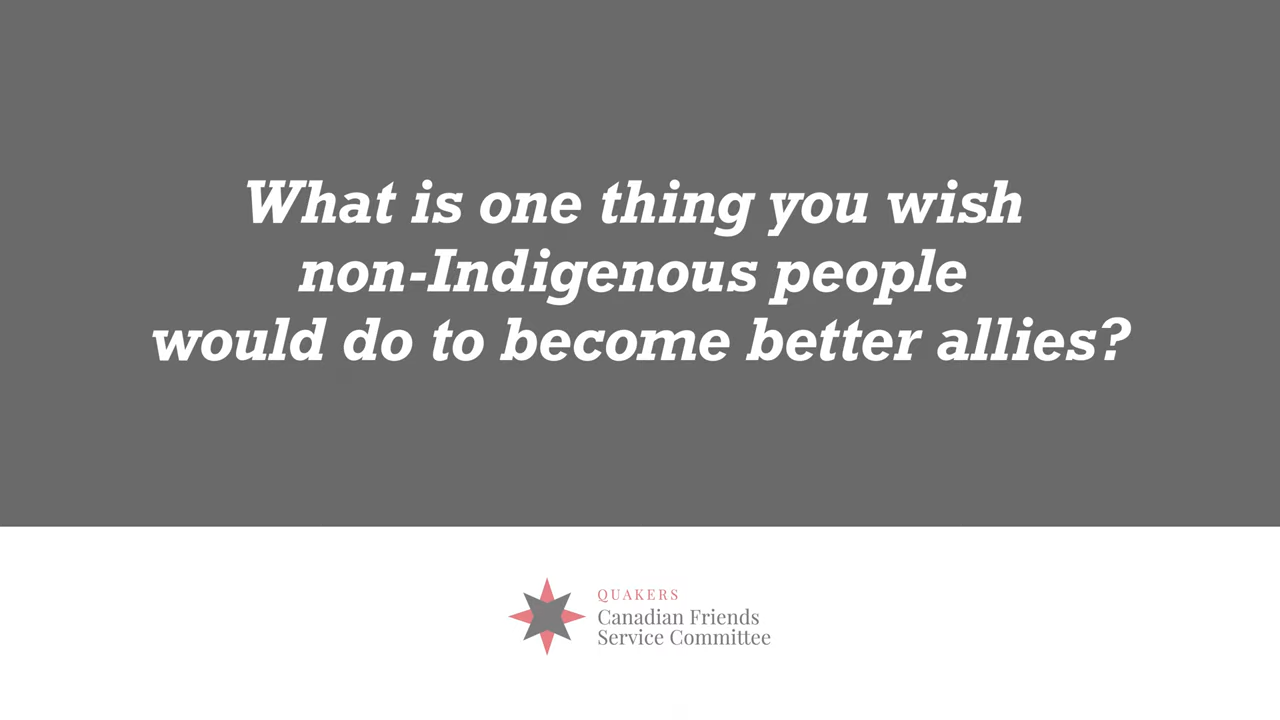 What is one thing you wish
non-Indigenous people
would do to become better allies?
QUAKERS
Canadian Friends
Service Committee